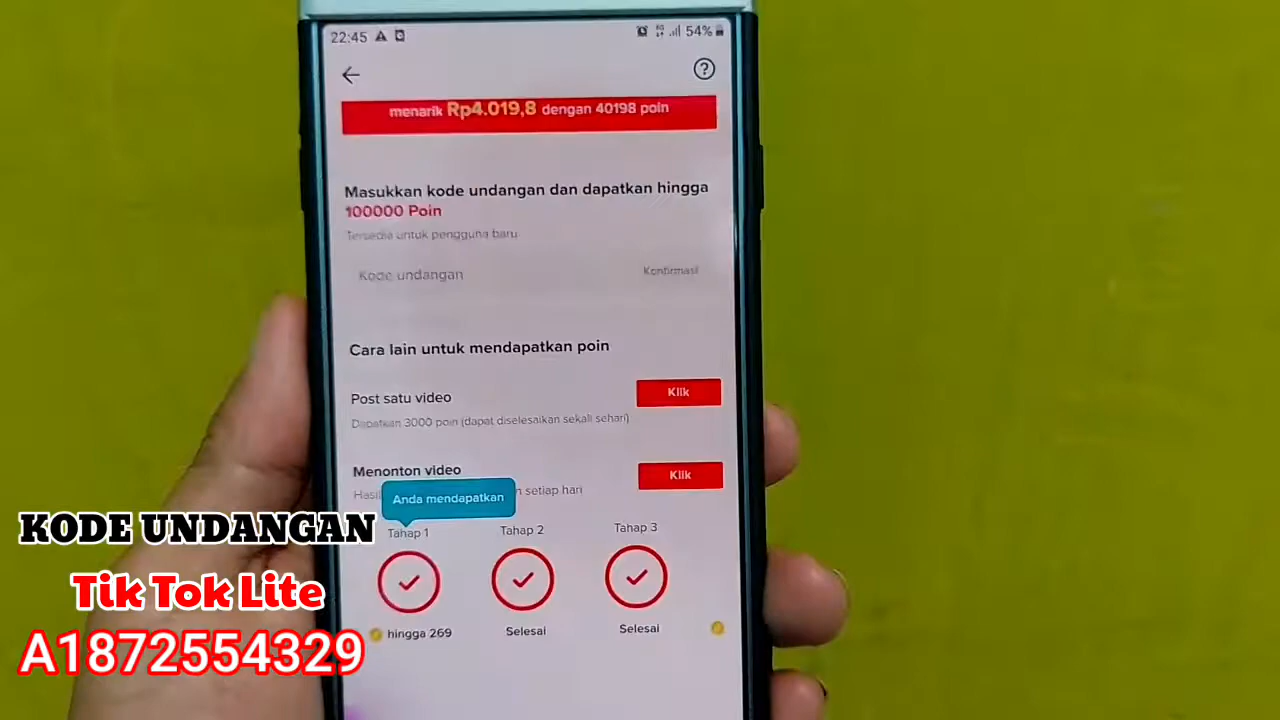 22:45
54%
menarik Rp4.019,8 dengan 40198 poin
Masukkan kode undangan dan dapatkan hingga
100000 Poin
Tersedia untuk pengguna baru
Kode undangan
Konfirmasi
Cara lain untuk mendapatkan poin
Post satu video
Klik
Dapatkan 3000 poin (dapat diselesaikan sekali sehari)
Menonton video
Klik
setiap hari
Anda mendapatkan
Tahap 1
Tahap 2
Tahap 3
hingga 269
Selesai
Selesai
KODE UNDANGAN
Tik Tok Lite
A1872554329